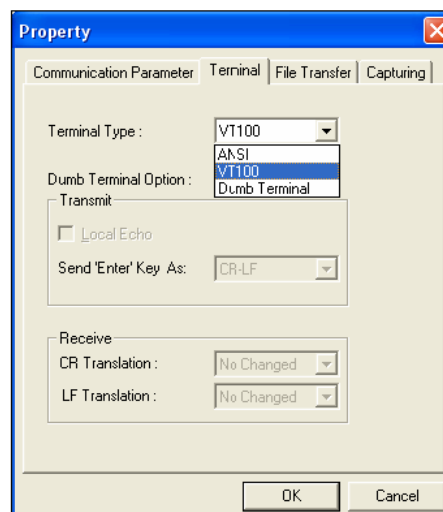 Property
Communication Parameter Terminal File Transfer Capturing
Terminal Type : VT100
ANSI
VT100
Dumb Terminal
Dumb Terminal Option :
Transmit
Local Echo
Send 'Enter' Key As: CR-LF
Receive
CR Translation : No Changed
LF Translation : No Changed
OK Cancel